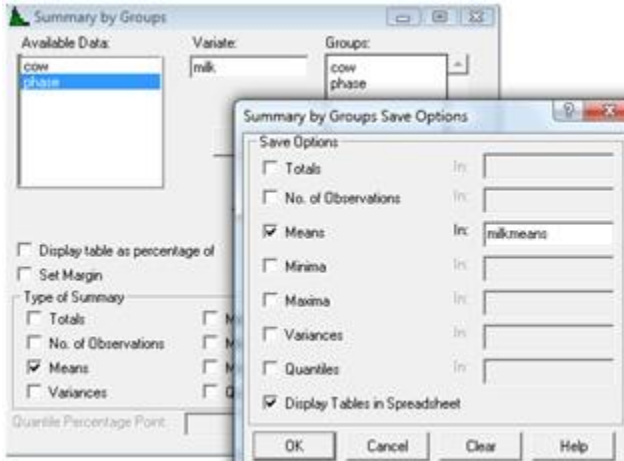 Summary by Groups
Available Data:
Variate:
Groups:
cow
phase
milk
cow
phase
Display table as percentage of
Set Margin
Type of Summary
Totals
No. of Observations
Means
Variances
Quantile Percentage Point:
Summary by Groups Save Options
Save Options
Totals
In:
No. of Observations
In:
Means
In:
milkmeans
Minima
In:
Maxima
In:
Variances
In:
Quantiles
In:
Display Tables in Spreadsheet
OK
Cancel
Clear
Help